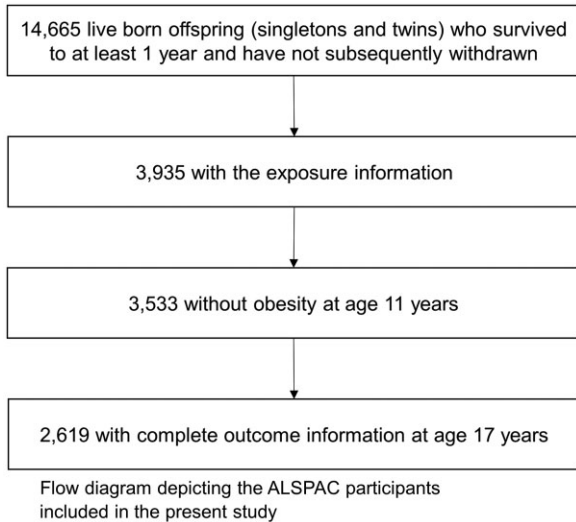 14,665 live born offspring (singletons and twins) who survived
to at least 1 year and have not subsequently withdrawn
3,935 with the exposure information
3,533 without obesity at age 11 years
2,619 with complete outcome information at age 17 years
Flow diagram depicting the ALSPAC participants
included in the present study